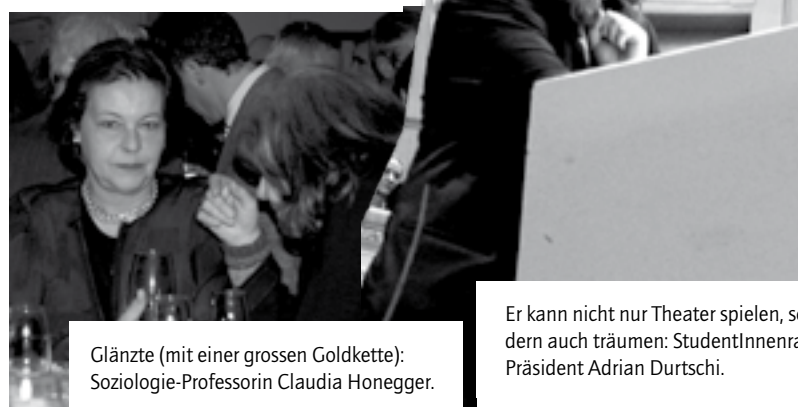 Glänzte (mit einer grossen Goldkette):
Soziologie-Professorin Claudia Honegger.
Er kann nicht nur Theater spielen,
dern auch träumen:
Präsident Adrian Durtschi.